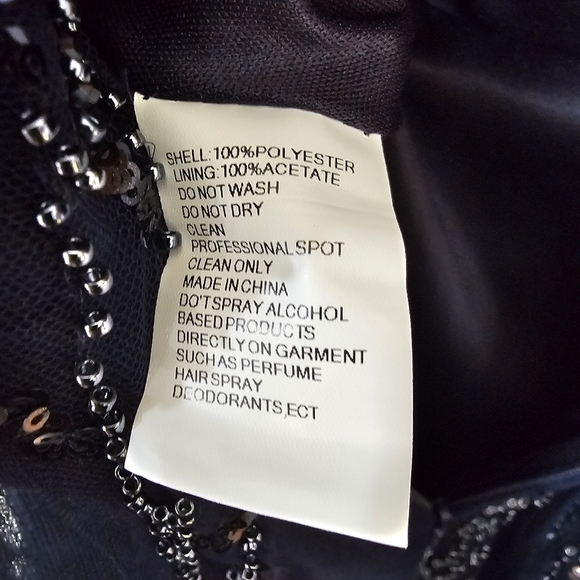 SHELL:100%POLYESTER
LINING:100%ACETATE
DO NOT WASH
DO NOT DRY
CLEAN
PROFESSIONAL SPOT
CLEAN ONLY
MADE IN CHINA
DO'T SPRAY ALCOHOL
BASED PRODUCTS
DIRECTLY ON GARMENT
SUCH AS PERFUME
HAIR SPRAY
DEODORANTS,ECT